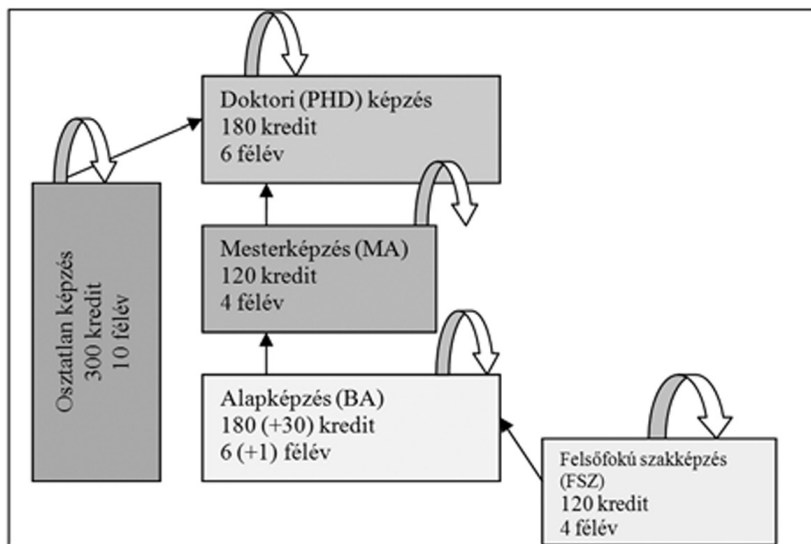 Doktori (PHD) képzés
180 kredit
6 félév
Osztatlan képzés
300 kredit
10 félév
Mesterképzés (MA)
120 kredit
4 félév
Alapképzés (BA)
180 (+30) kredit
6 (+1) félév
Felsőfokú szakképzés
(FSZ)
120 kredit
4 félév